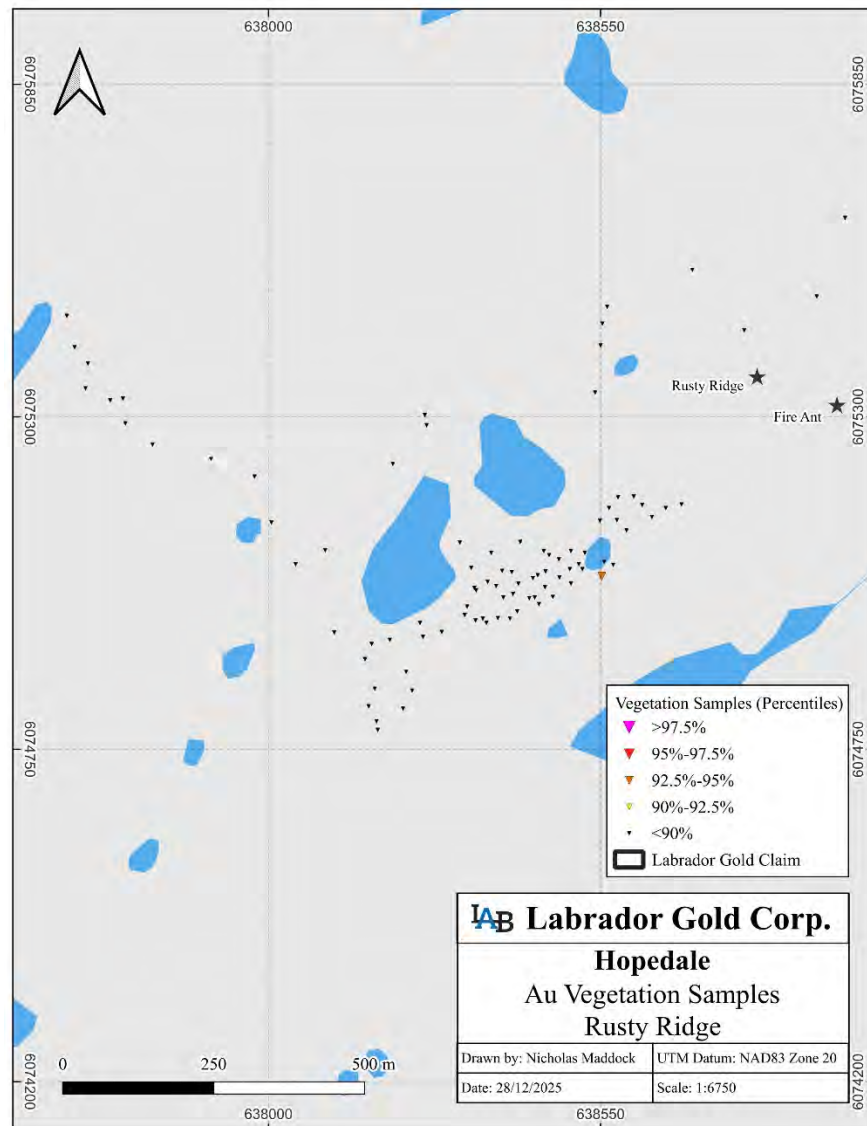 638000
638550
6075850
6075850
Rusty Ridge
Fire Ant
6075300
6075300
Vegetation Samples (Percentiles)
>97.5%
95%-97.5%
92.5%-95%
90%-92.5%
<90%
Labrador Gold Claim
6074750
6074750
LAB Labrador Gold Corp.
Hopedale
Au Vegetation Samples
Rusty Ridge
Drawn by: Nicholas Maddock
UTM Datum: NAD83 Zone 20
Date: 28/12/2025
Scale: 1:6750
0 250 500 m
6074200
6074200
638000
638550